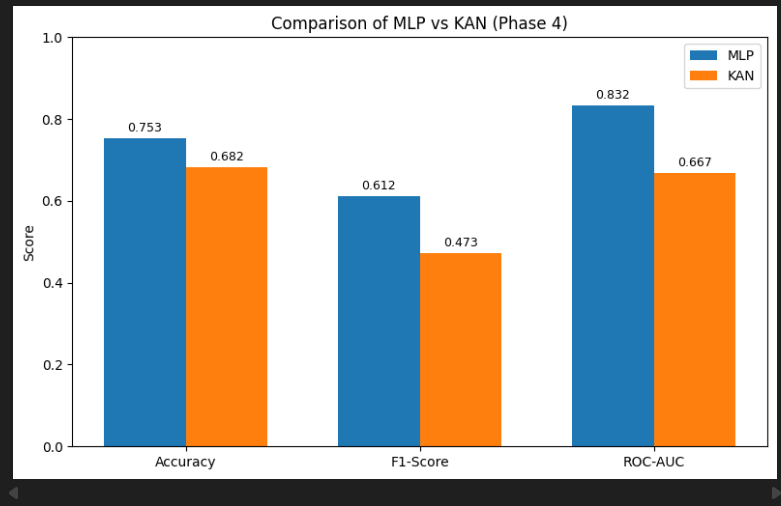 Comparison of MLP vs KAN (Phase 4)
MLP
KAN
1.0
0.8
0.6
0.4
0.2
0.0
Score
0.753
0.682
0.612
0.473
0.832
0.667
Accuracy
F1-Score
ROC-AUC